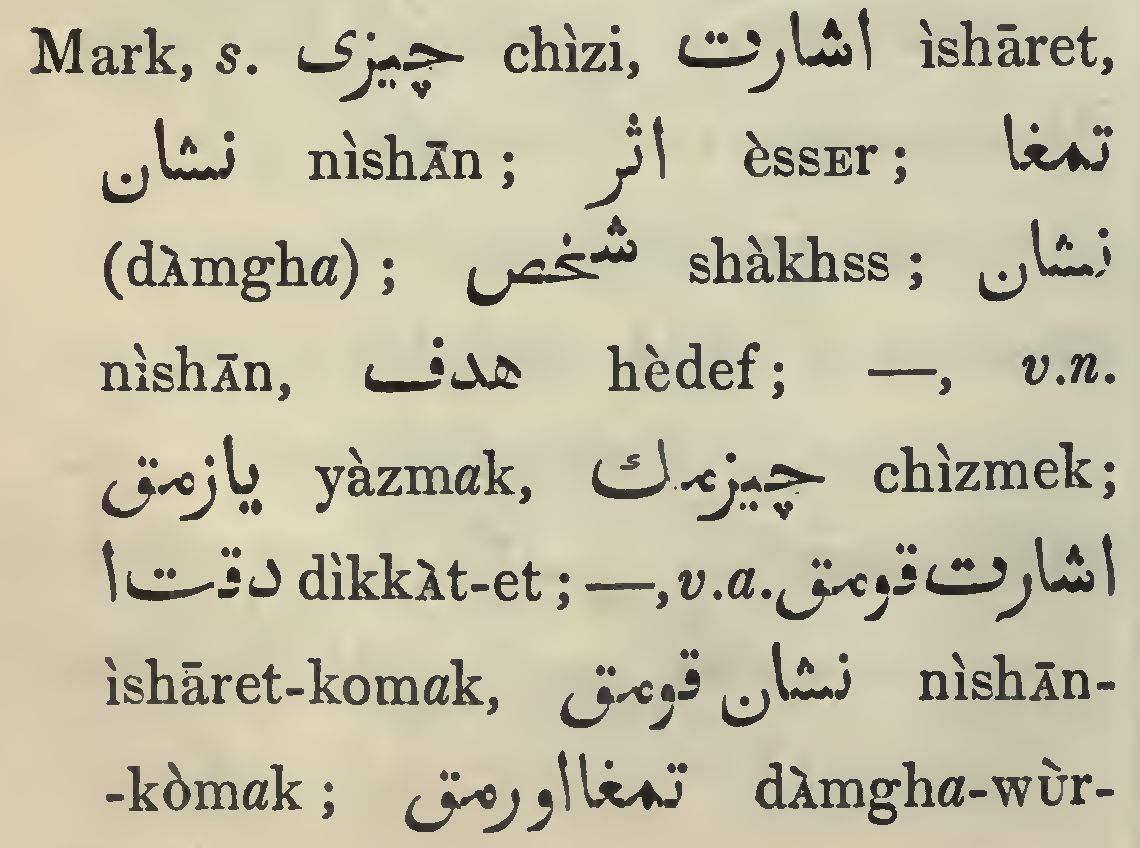 Mark, s. چیزی chìzi, اشارت ìshāret,
نشان nìshĀn ; اثر èssEr ; تمغا
(dÀmgha) ; شخص shàkhss ; نشان
nìshĀn, هدف hèdef ; —, v.n.
یازمق yàzmak, چیزمك chìzmek ;
دقت ا dìkkÀt-et ; —, v.a. اشارت قومق
ìshāret-komak, نشان قومق nìshĀn-
-kòmak ; تمغا اورمق dÀmgha-wÙr-